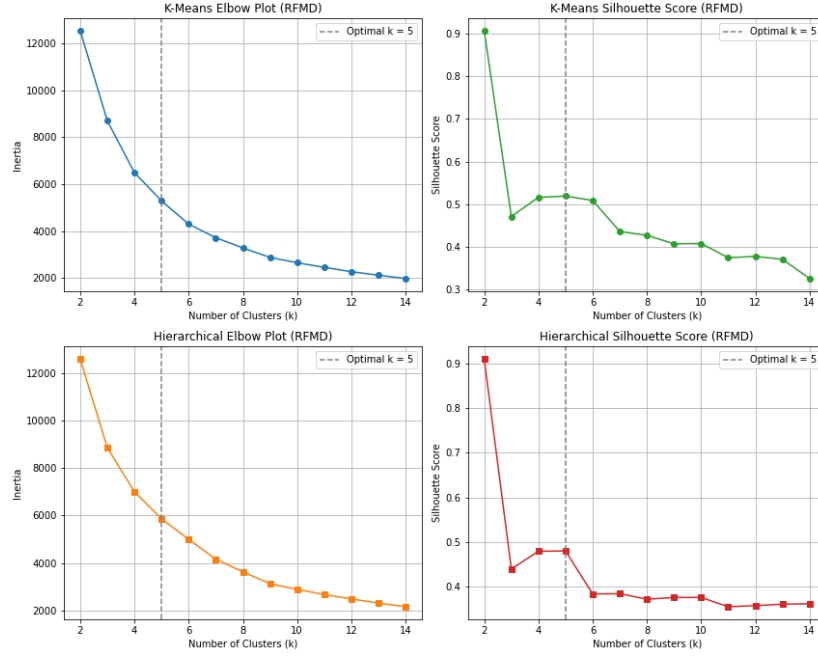 K-Means Elbow Plot (RFMD)
Optimal k = 5
12000
10000
8000
6000
4000
2000
Inertia
2 4 6 8 10 12 14
Number of Clusters (k)
K-Means Silhouette Score (RFMD)
Optimal k = 5
0.9
0.8
0.7
0.6
0.5
0.4
0.3
Silhouette Score
2 4 6 8 10 12 14
Number of Clusters (k)
Hierarchical Elbow Plot (RFMD)
Optimal k = 5
12000
10000
8000
6000
4000
2000
Inertia
2 4 6 8 10 12 14
Number of Clusters (k)
Hierarchical Silhouette Score (RFMD)
Optimal k = 5
0.9
0.8
0.7
0.6
0.5
0.4
Silhouette Score
2 4 6 8 10 12 14
Number of Clusters (k)